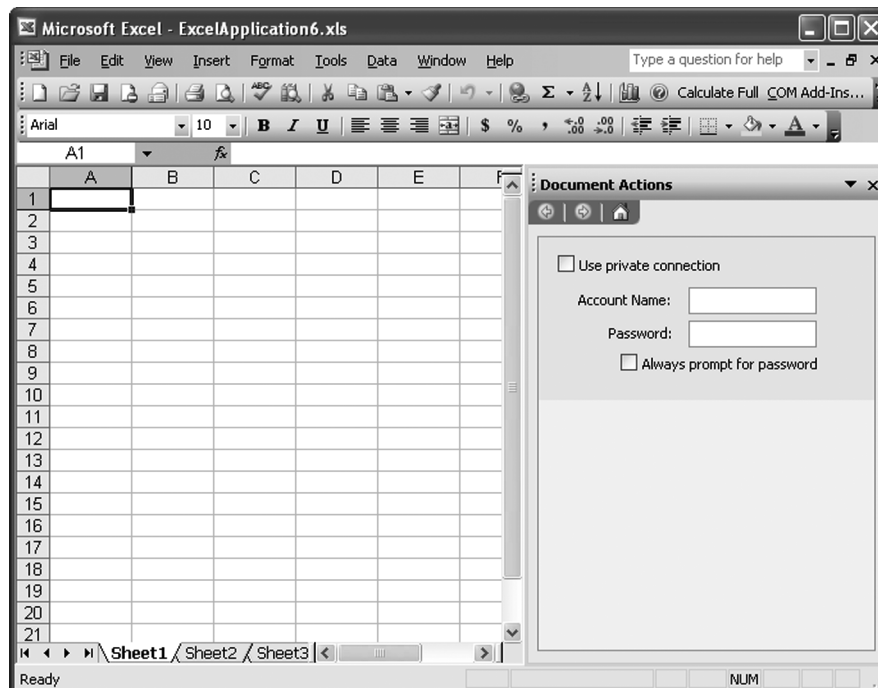 Microsoft Excel - ExcelApplication6.xls
File Edit View Insert Format Tools Data Window Help Type a question for help
ABC Σ Calculate Full COM Add-Ins...
Arial 10 B I U $ % , .00 .00
A1 fx
A B C D E F
1
2
3
4
5
6
7
8
9
10
11
12
13
14
15
16
17
18
19
20
21
Document Actions
Use private connection
Account Name:
Password:
Always prompt for password
Sheet1 Sheet2 Sheet3
Ready NUM